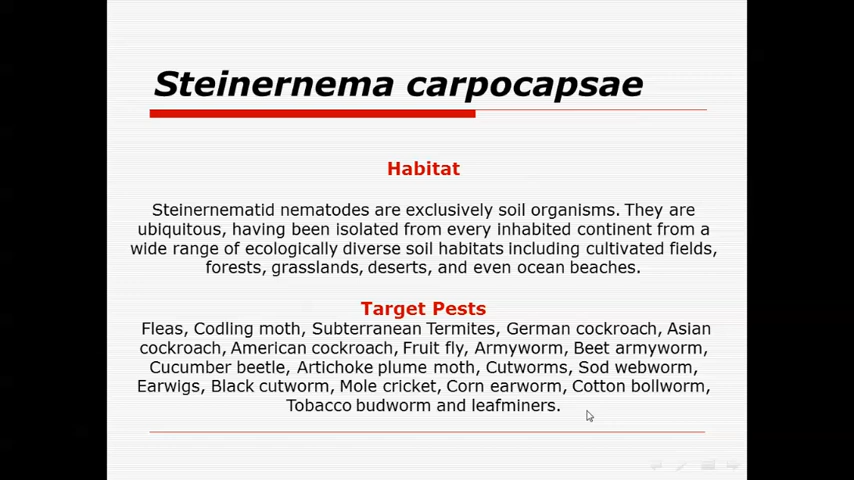 Steinernema carpocapsae
Habitat
Steinernematid nematodes are exclusively soil organisms. They are
ubiquitous, having been isolated from every inhabited continent from a
wide range of ecologically diverse soil habitats including cultivated fields,
forests, grasslands, deserts, and even ocean beaches.
Target Pests
Fleas, Codling moth, Subterranean Termites, German cockroach, Asian
cockroach, American cockroach, Fruit fly, Armyworm, Beet armyworm,
Cucumber beetle, Artichoke plume moth, Cutworms, Sod webworm,
Earwigs, Black cutworm, Mole cricket, Corn earworm, Cotton bollworm,
Tobacco budworm and leafminers.